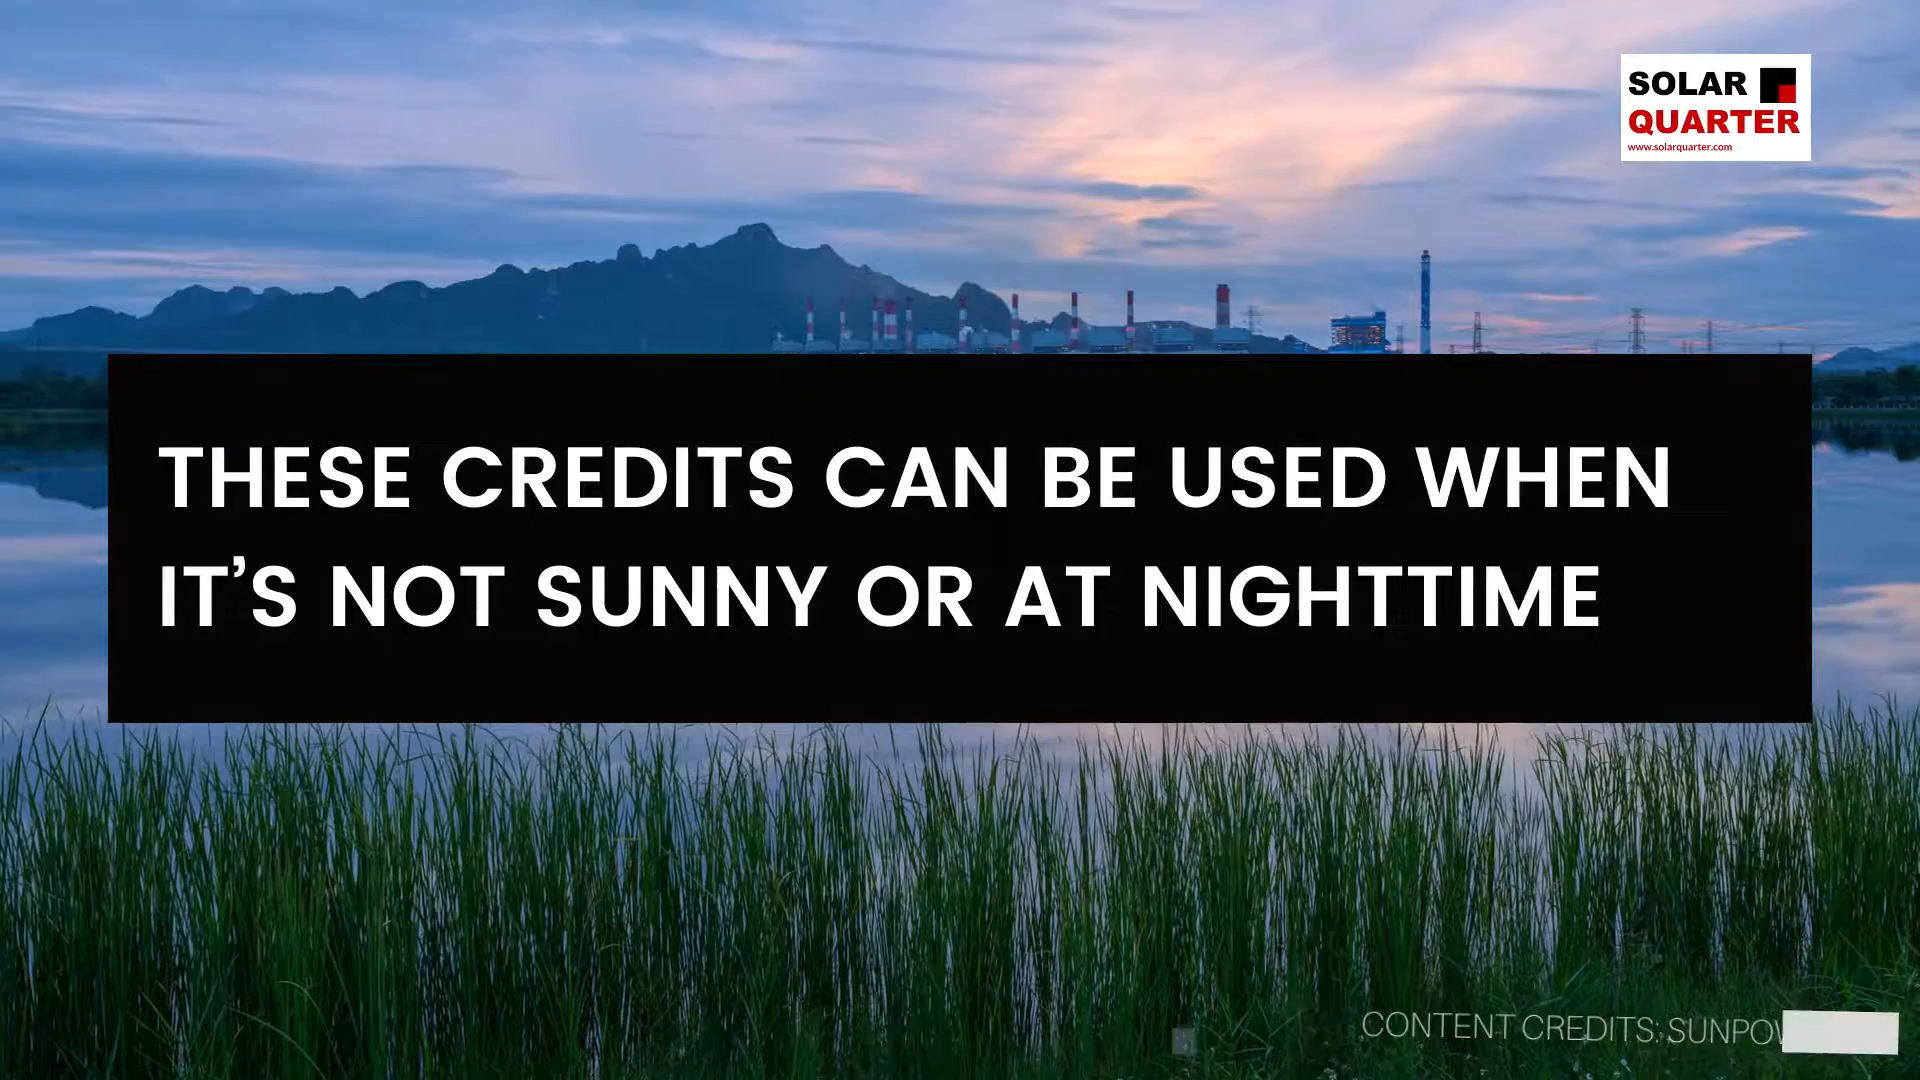 SOLAR
QUARTER
www.solarquarter.com
THESE CREDITS CAN BE USED WHEN
IT’S NOT SUNNY OR AT NIGHTTIME
CONTENT CREDITS: